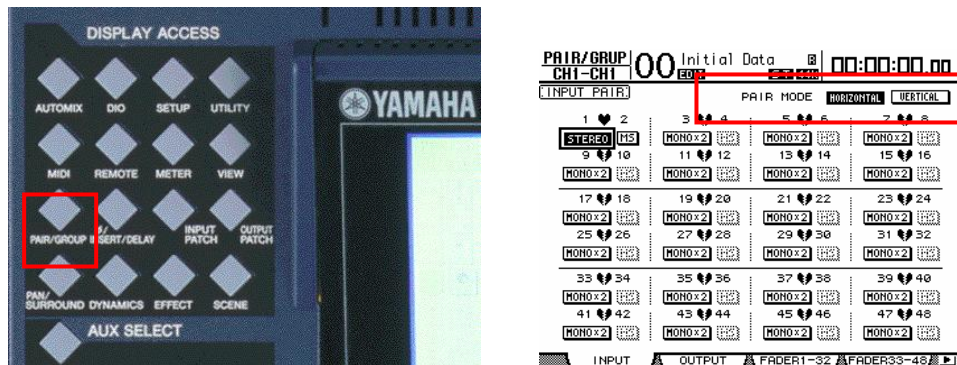 DISPLAY ACCESS
AUTOMIX DIO SETUP UTILITY
MIDI REMOTE METER VIEW
PAIR/GROUP INSERT/DELAY INPUT PATCH OUTPUT PATCH
PAN/SURROUND DYNAMICS EFFECT SCENE
AUX SELECT
YAMAHA
PAIR/GRUP 00 Initial Data 00:00:00.00
CH1-CH1 EDIT
INPUT PAIR PAIR MODE HORIZONTAL VERTICAL
1 2 3 4 5 6 7 8
STEREO MS MONO×2 MONO×2 MONO×2
9 10 11 12 13 14 15 16
MONO×2 MONO×2 MONO×2 MONO×2
17 18 19 20 21 22 23 24
MONO×2 MONO×2 MONO×2 MONO×2
25 26 27 28 29 30 31 32
MONO×2 MONO×2 MONO×2 MONO×2
33 34 35 36 37 38 39 40
MONO×2 MONO×2 MONO×2 MONO×2
41 42 43 44 45 46 47 48
MONO×2 MONO×2 MONO×2 MONO×2
INPUT OUTPUT FADER1-32 FADER33-48